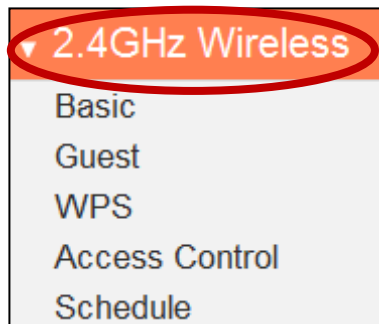 2.4GHz Wireless
Basic
Guest
WPS
Access Control
Schedule